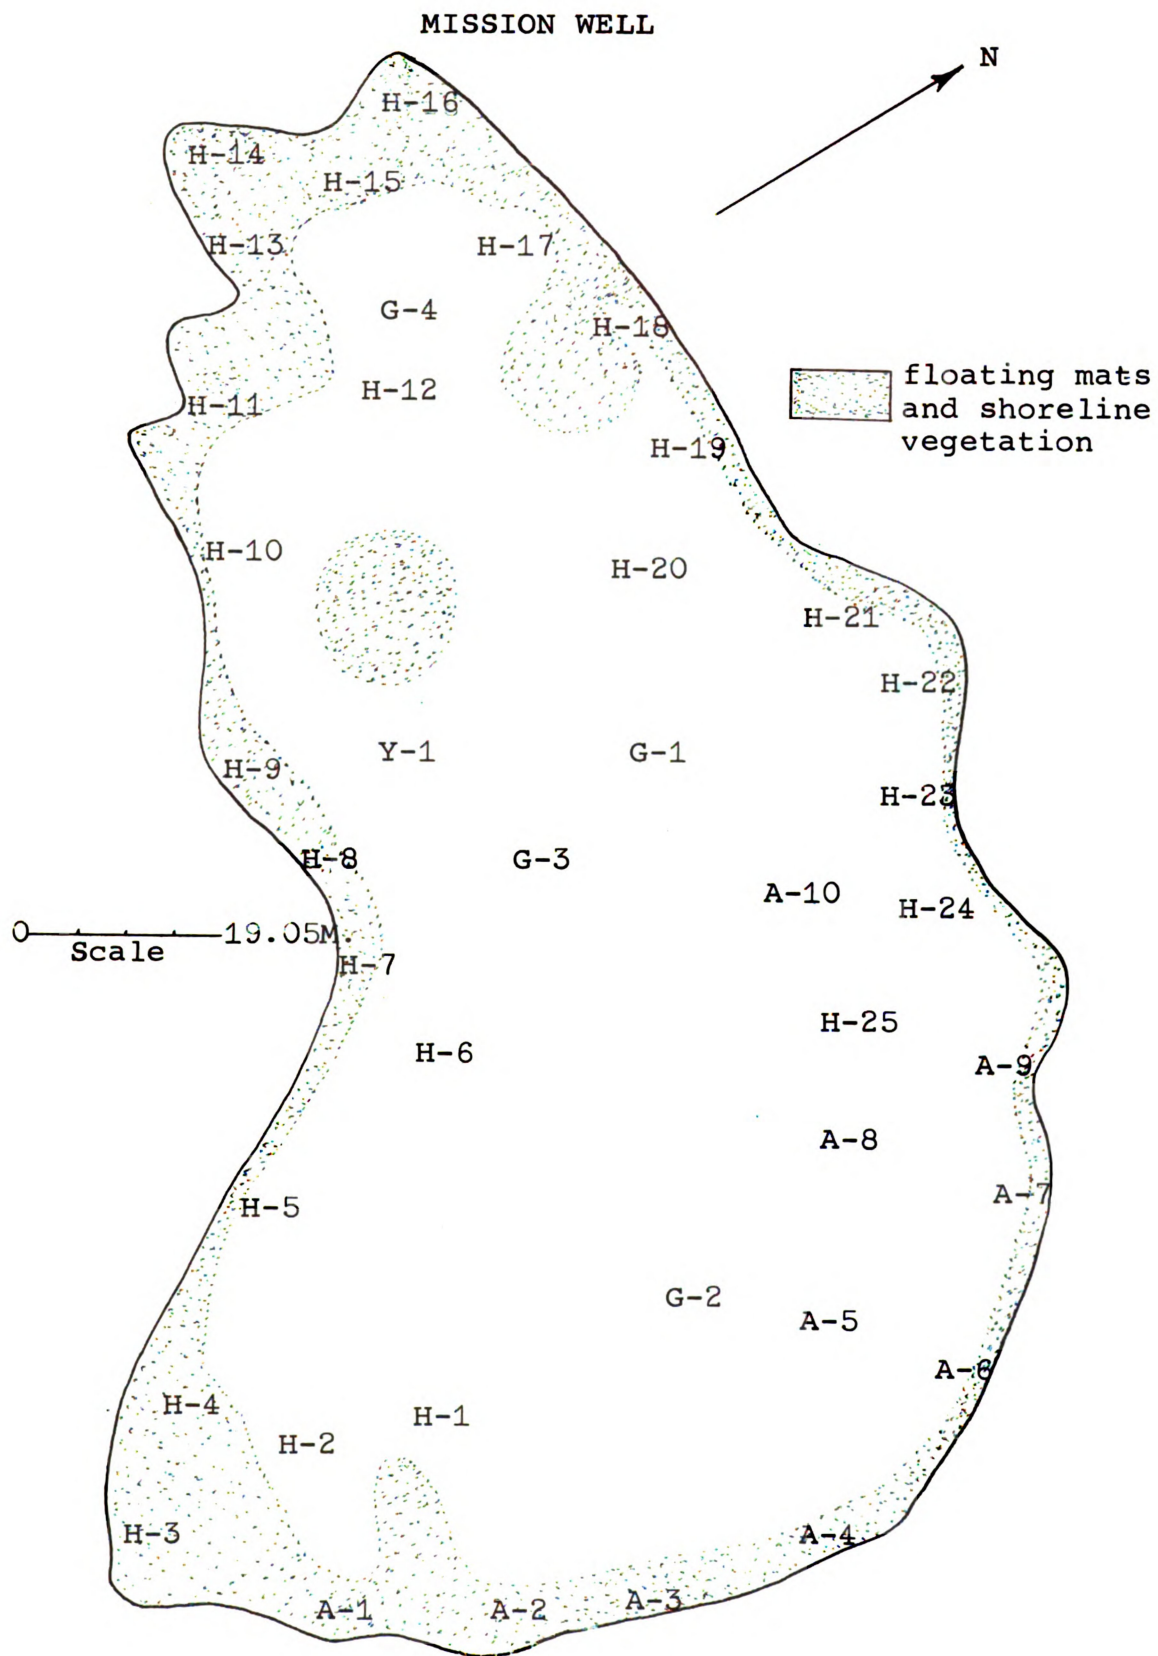 MISSION WELL
N
H-16
H-14
H-15
H-13
H-17
G-4
H-18
floating mats
and shoreline
vegetation
H-12
H-11
H-19
H-10
H-20
H-21
H-22
Y-1
G-1
H-9
H-23
H-8
G-3
A-10
H-24
0
19.05M.
Scale
H-7
H-25
H-6
A-9
A-8
A-7
H-5
G-2
A-5
A-6
H-4
H-1
H-2
H-3
A-4
A-1
A-2
A-3